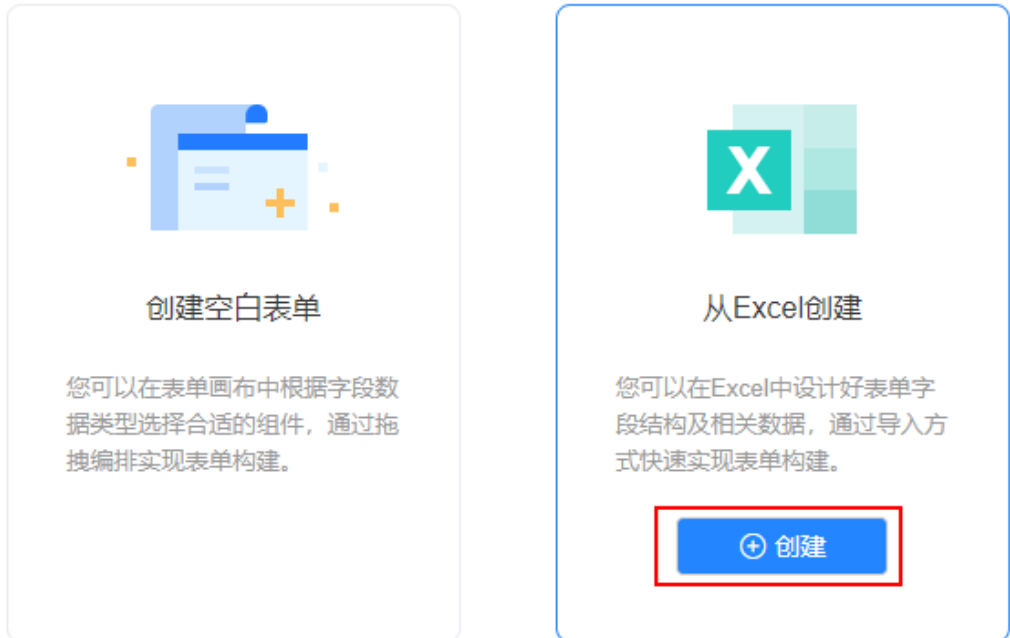 创建空白表单
您可以在表单画布中根据字段数
据类型选择合适的组件，通过拖
拽编排实现表单构建。
X
从Excel创建
您可以在Excel中设计好表单字
段结构及相关数据，通过导入方
式快速实现表单构建。
创建